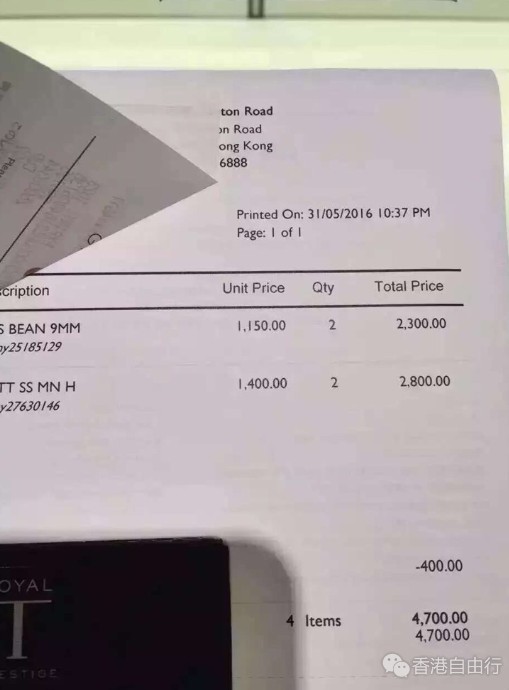 ton Road
on Road
ong Kong
6888
Printed On: 31/05/2016 10:37 PM
Page: 1 of 1
cription Unit Price Qty Total Price
S BEAN 9MM 1,150.00 2 2,300.00
ny25185129
TT SS MN H 1,400.00 2 2,800.00
y27630146
-400.00
4 Items 4,700.00
4,700.00
OYAL
T
ESTIGE
香港自由行